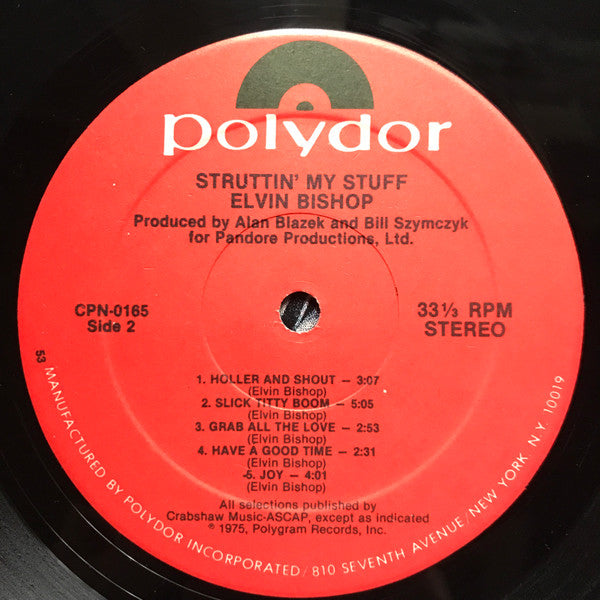 polydor
STRUTTIN' MY STUFF
ELVIN BISHOP
Produced by Alan Blazek and Bill Szymczyk
for Pandore Productions, Ltd.
CPN-0165
Side 2
33⅓ RPM
STEREO
1. HOLLER AND SHOUT — 3:07
(Elvin Bishop)
2. SLICK TITTY BOOM — 5:05
(Elvin Bishop)
3. GRAB ALL THE LOVE — 2:53
(Elvin Bishop)
4. HAVE A GOOD TIME — 2:31
(Elvin Bishop)
5. JOY — 4:01
(Elvin Bishop)
All selections published by
Crabshaw Music-ASCAP, except as indicated
℗ 1975, Polygram Records, Inc.
53 MANUFACTURED BY POLYDOR INCORPORATED / 810 SEVENTH AVENUE / NEW YORK, N.Y. 10019